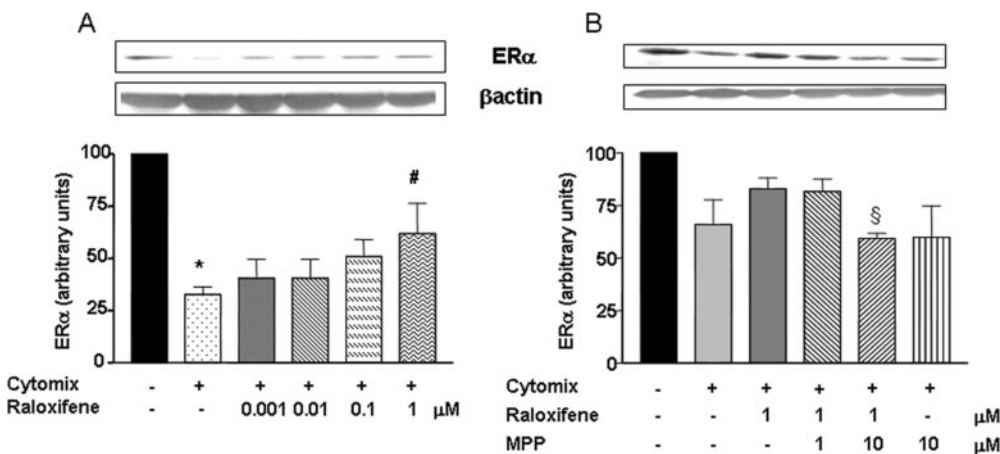 A
B
ERα
βactin
100
75
50
25
0
ERα (arbitrary units)
*
#
Cytomix - + + + + +
Raloxifene - - 0.001 0.01 0.1 1 μM
100
75
50
25
0
ERα (arbitrary units)
§
Cytomix - + + + + +
Raloxifene - - 1 1 1 - μM
MPP - - - 1 10 10 μM